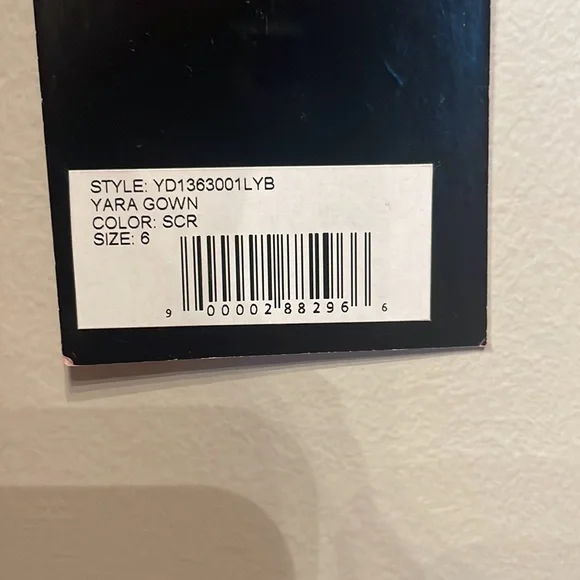 STYLE: YD1363001LYB
YARA GOWN
COLOR: SCR
SIZE: 6
9 00002 88296 6